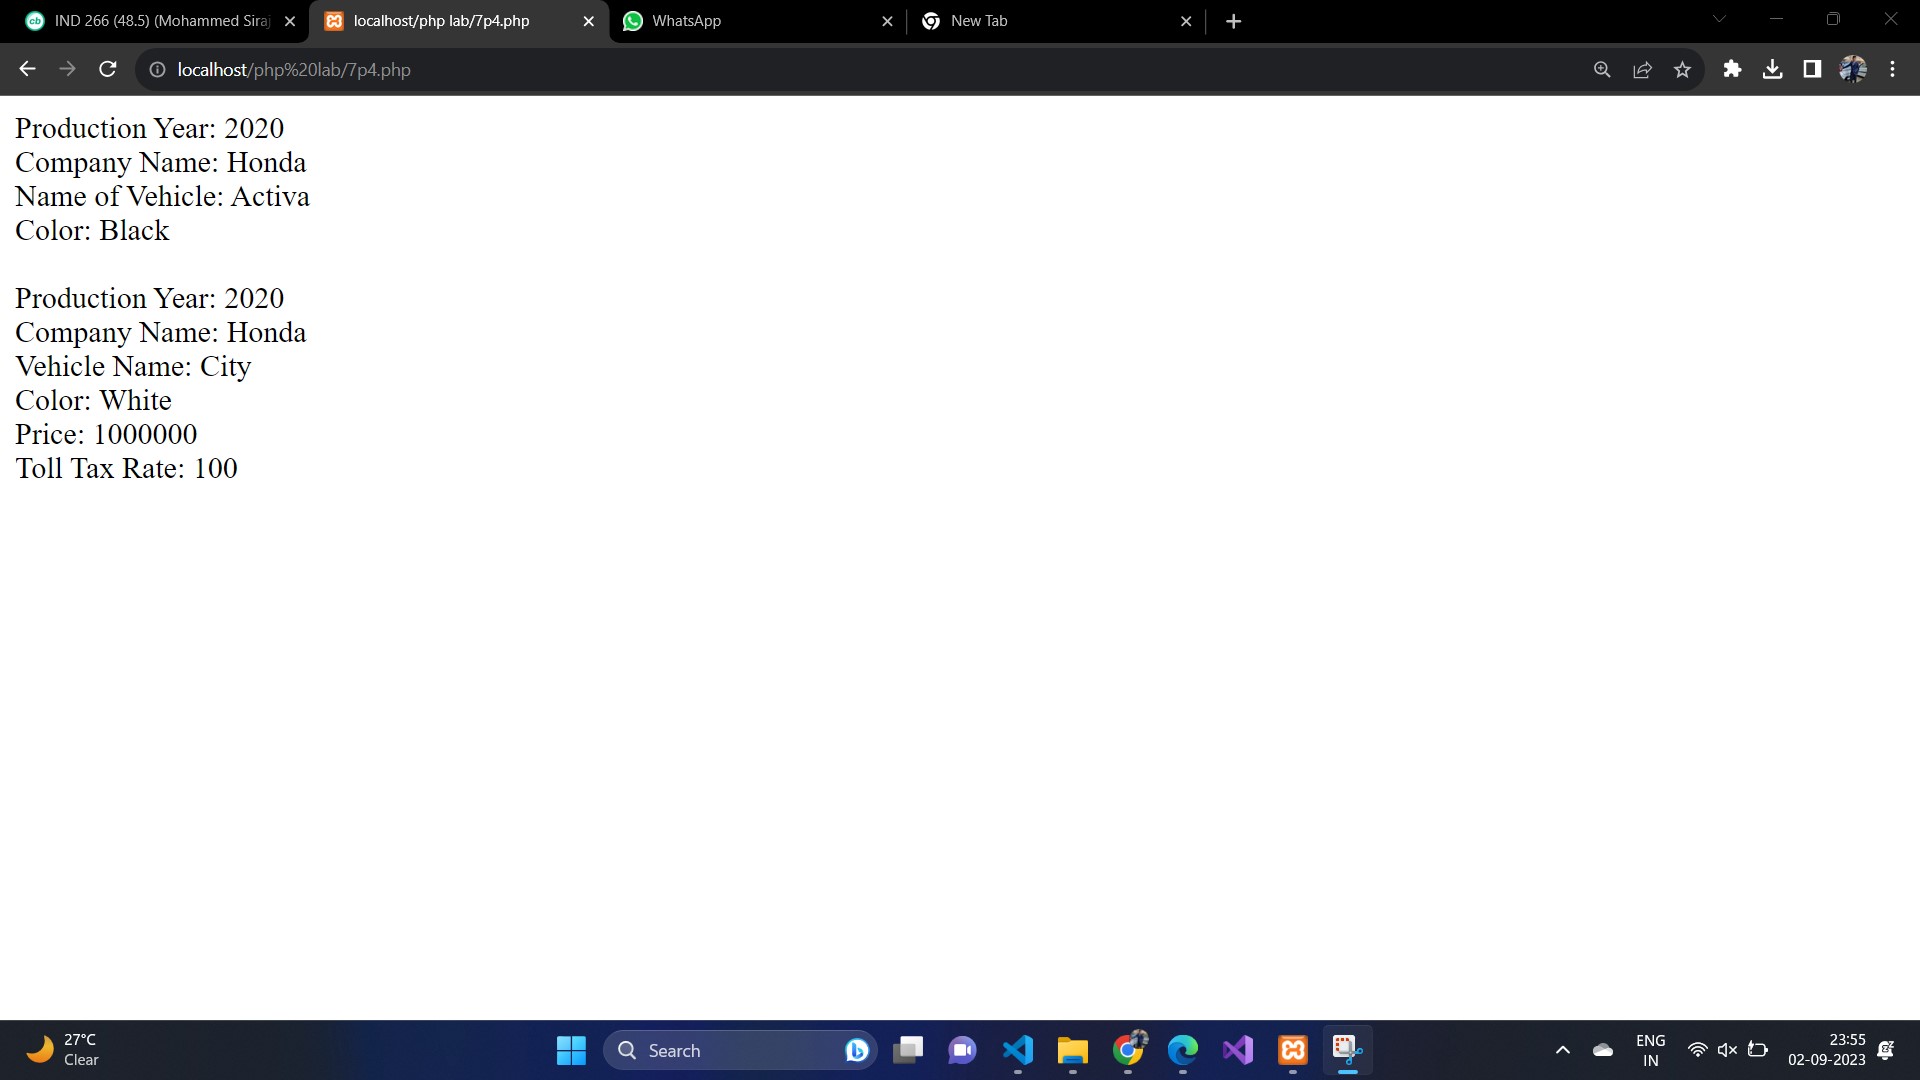 IND 266 (48.5) (Mohammed Siraj
localhost/php lab/7p4.php
WhatsApp
New Tab
localhost/php%20lab/7p4.php
Production Year: 2020
Company Name: Honda
Name of Vehicle: Activa
Color: Black
Production Year: 2020
Company Name: Honda
Vehicle Name: City
Color: White
Price: 1000000
Toll Tax Rate: 100
27°C
Clear
Search
ENG
IN
23:55
02-09-2023